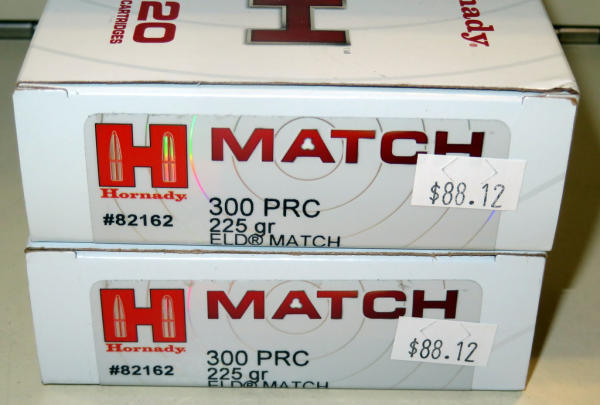 20
CARTRIDGES
H
Hornady®
H MATCH
Hornady®
#82162
300 PRC
225 gr
ELD® MATCH
$88.12
H MATCH
Hornady®
#82162
300 PRC
225 gr
ELD® MATCH
$88.12